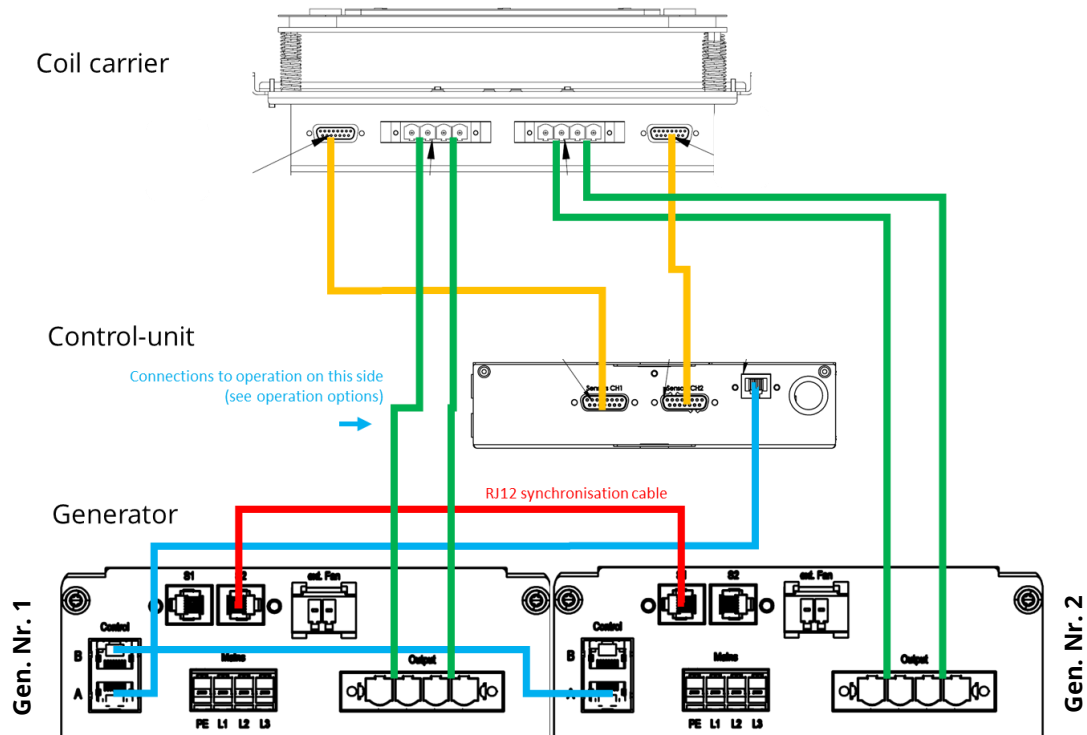 Coil carrier
Control-unit
Connections to operation on this side
(see operation options)
Sensor CH2
RJ12 synchronisation cable
Generator
Gen. Nr. 1
S1
ext. Fan
Control
B
A
Mains
Output
PE L1 L2 L3
S2
ext. Fan
Control
B
A
Mains
Output
PE L1 L2 L3
Gen. Nr. 2